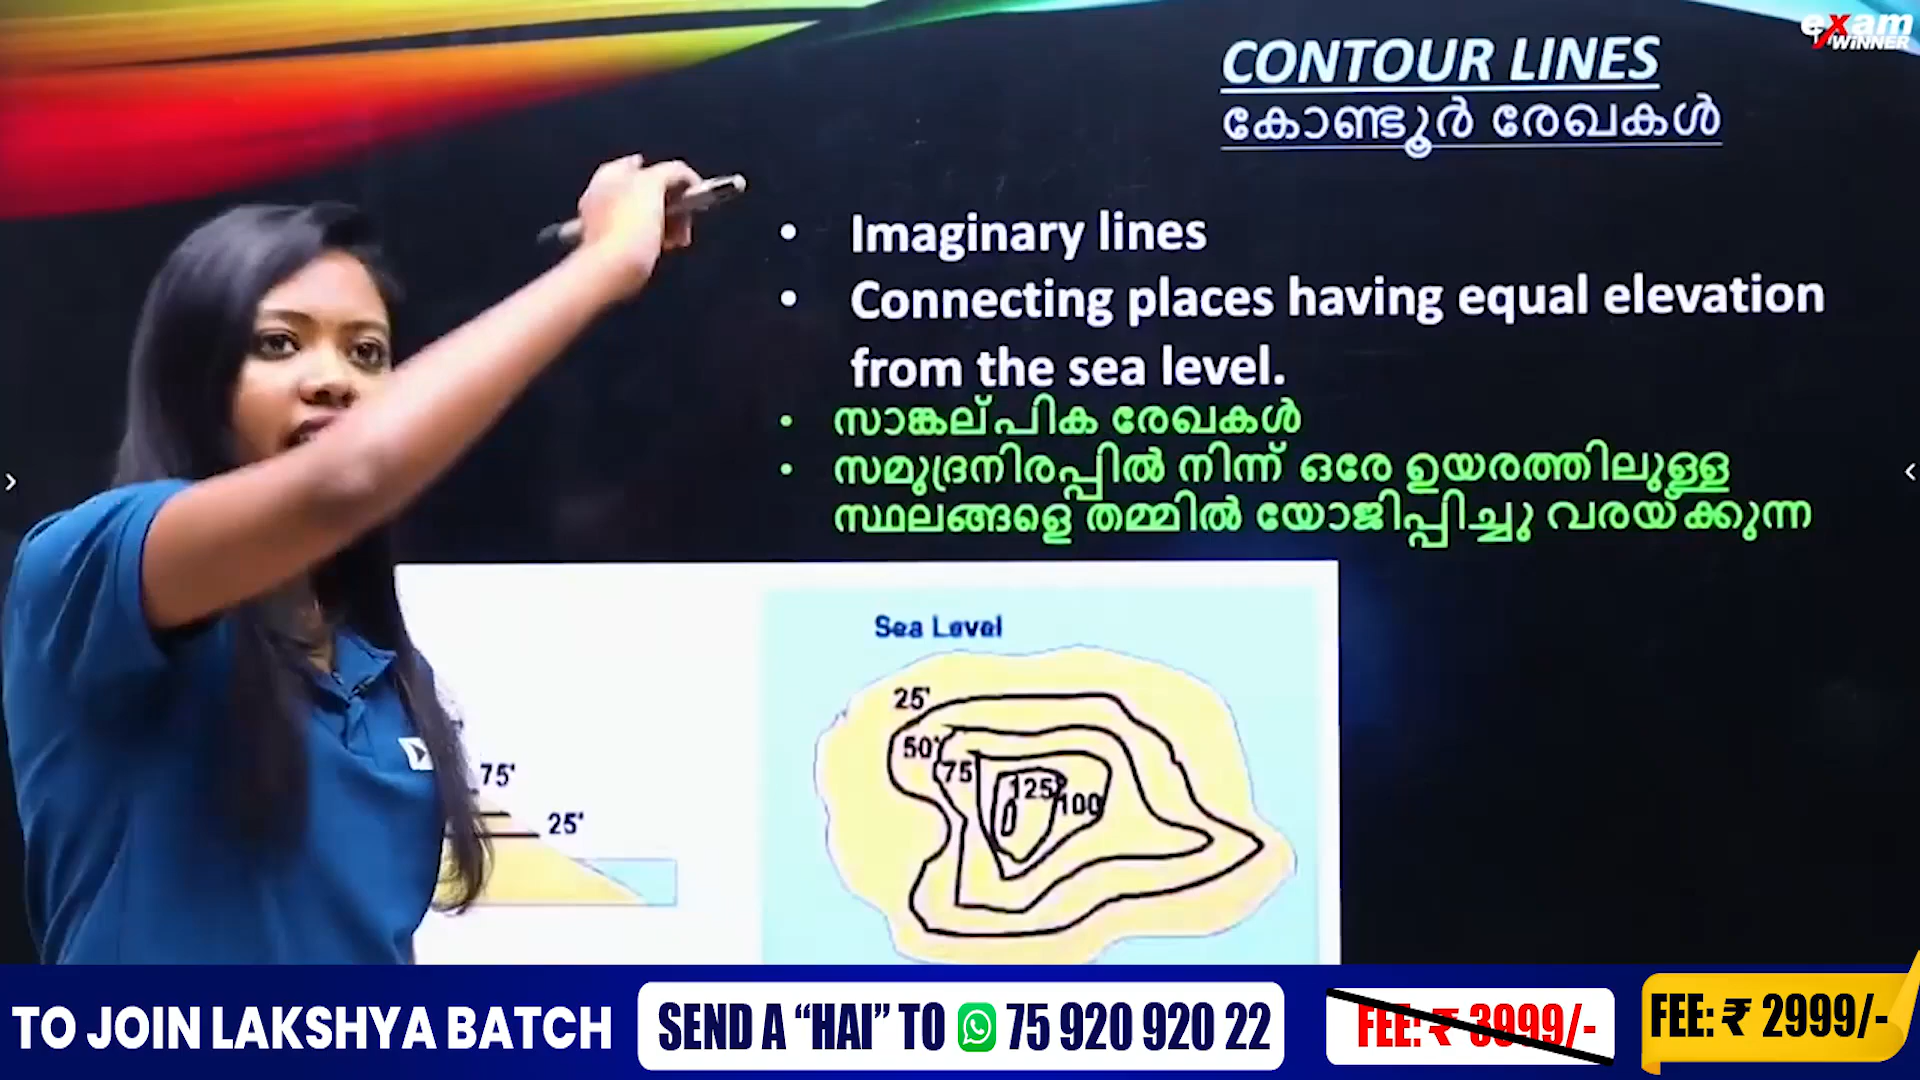 exam
WINNER
CONTOUR LINES
കോണ്ടൂർ രേഖകൾ
• Imaginary lines
• Connecting places having equal elevation
from the sea level.
• സാങ്കല്പിക രേഖകൾ
• സമുദ്രനിരപ്പിൽ നിന്ന് ഒരേ ഉയരത്തിലുള്ള
സ്ഥലങ്ങളെ തമ്മിൽ യോജിപ്പിച്ചു വരയ്ക്കുന്ന
Sea Level
25'
50'
75
125'
100
75'
25'
TO JOIN LAKSHYA BATCH
SEND A “HAI” TO 75 920 920 22
FEE: ₹ 3999/-
FEE: ₹ 2999/-